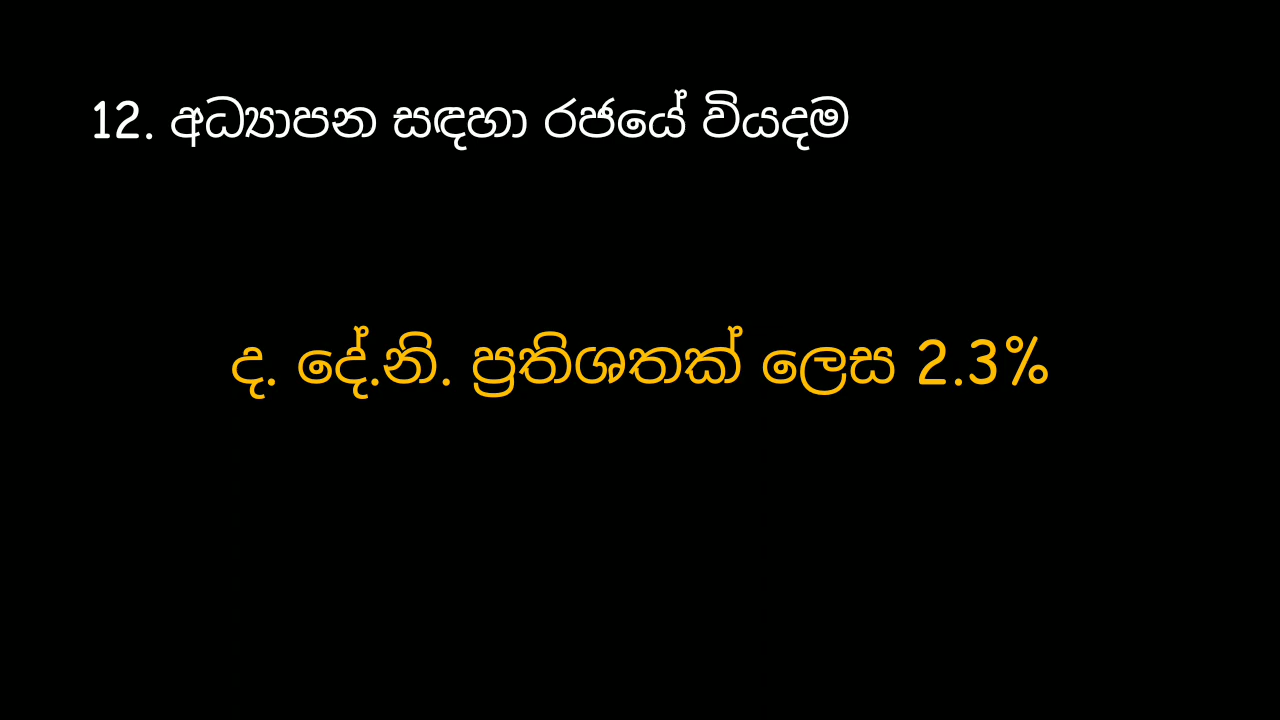 12. අධ්‍යාපන සඳහා රජයේ වියදම
ද. දේ.නි. ප්‍රතිශතක් ලෙස 2.3%